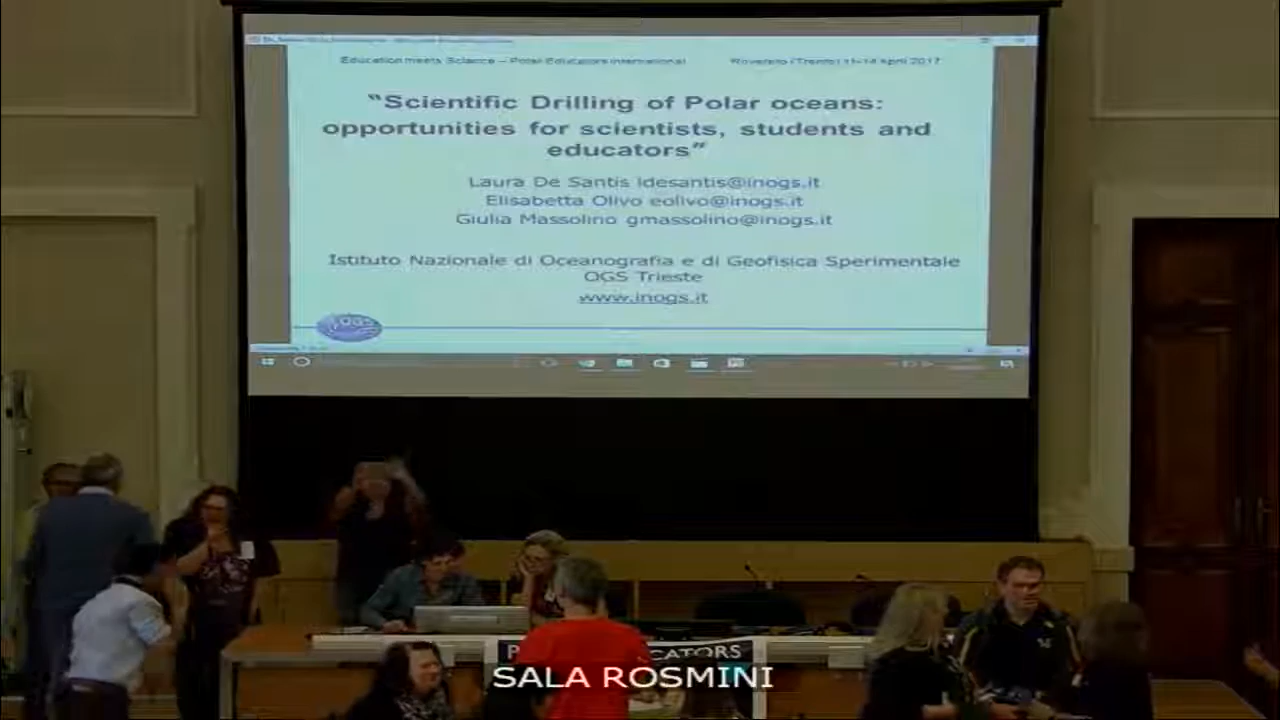 Education meets Science – Polar Educators International Rovereto (Trento) 11-14 April 2017
"Scientific Drilling of Polar oceans:
opportunities for scientists, students and
educators"
Laura De Santis ldesantis@inogs.it
Elisabetta Olivo eolivo@inogs.it
Giulia Massolino gmassolino@inogs.it
Istituto Nazionale di Oceanografia e di Geofisica Sperimentale
OGS Trieste
www.inogs.it
OGS
CATORS
SALA ROSMINI